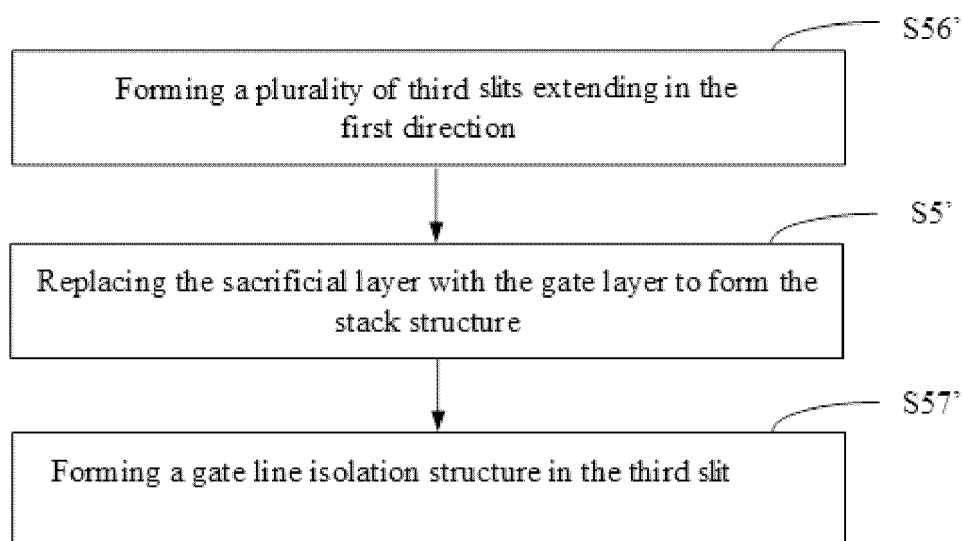 S56’
Forming a plurality of third slits extending in the
first direction
S5’
Replacing the sacrificial layer with the gate layer to form the
stack structure
S57’
Forming a gate line isolation structure in the third slit